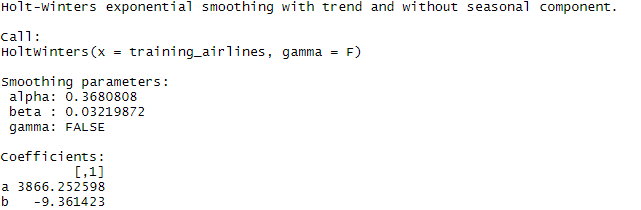 Holt-Winters exponential smoothing with trend and without seasonal component.
Call:
HoltWinters(x = training_airlines, gamma = F)
Smoothing parameters:
alpha: 0.3680808
beta : 0.03219872
gamma: FALSE
Coefficients:
[,1]
a 3866.252598
b -9.361423